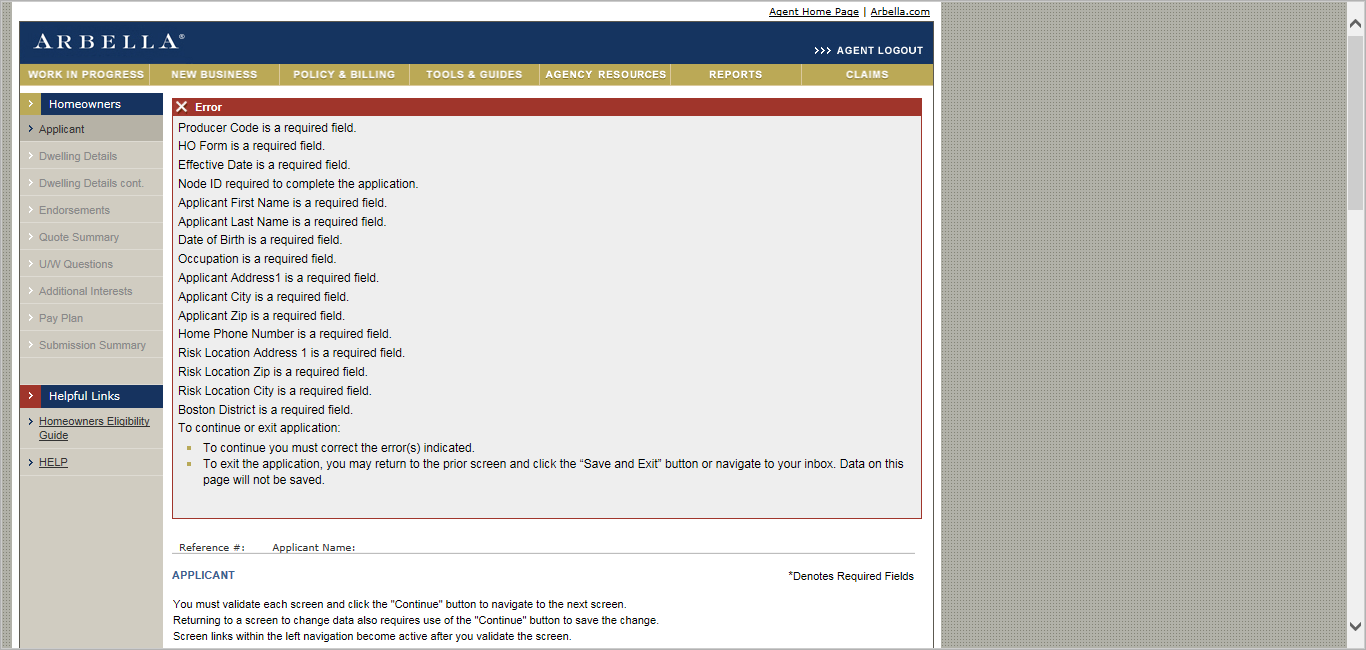 Agent Home Page | Arbella.com
ARBELLA®
>>> AGENT LOGOUT
WORK IN PROGRESS NEW BUSINESS POLICY & BILLING TOOLS & GUIDES AGENCY RESOURCES REPORTS CLAIMS
Homeowners
Applicant
Dwelling Details
Dwelling Details cont.
Endorsements
Quote Summary
U/W Questions
Additional Interests
Pay Plan
Submission Summary
Helpful Links
Homeowners Eligibility
Guide
HELP
Error
Producer Code is a required field.
HO Form is a required field.
Effective Date is a required field.
Node ID required to complete the application.
Applicant First Name is a required field.
Applicant Last Name is a required field.
Date of Birth is a required field.
Occupation is a required field.
Applicant Address1 is a required field.
Applicant City is a required field.
Applicant Zip is a required field.
Home Phone Number is a required field.
Risk Location Address 1 is a required field.
Risk Location Zip is a required field.
Risk Location City is a required field.
Boston District is a required field.
To continue or exit application:
To continue you must correct the error(s) indicated.
To exit the application, you may return to the prior screen and click the “Save and Exit” button or navigate to your inbox. Data on this
page will not be saved.
Reference #: Applicant Name:
APPLICANT
*Denotes Required Fields
You must validate each screen and click the "Continue" button to navigate to the next screen.
Returning to a screen to change data also requires use of the "Continue" button to save the change.
Screen links within the left navigation become active after you validate the screen.